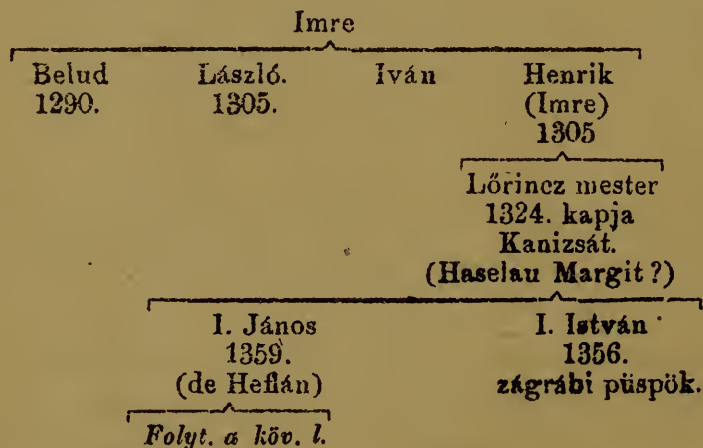 Imre
Belud László. Iván Henrik
1290. 1305. (Imre)
1305
Lőrincz mester
1324. kapja
Kanizsát.
(Haselau Margit?)
I. János I. István
1359. 1356.
(de Heflán) zágrábi püspök.
Folyt. a köv. l.